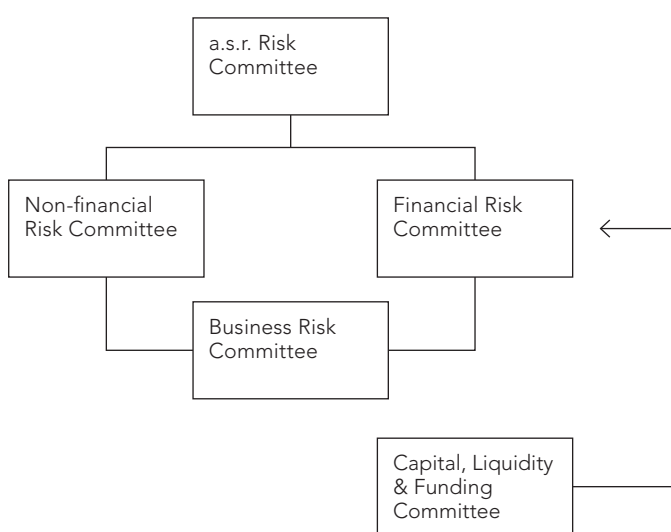 a.s.r. Risk
Committee
Non-financial
Risk Committee
Financial Risk
Committee
Business Risk
Committee
Capital, Liquidity
& Funding
Committee